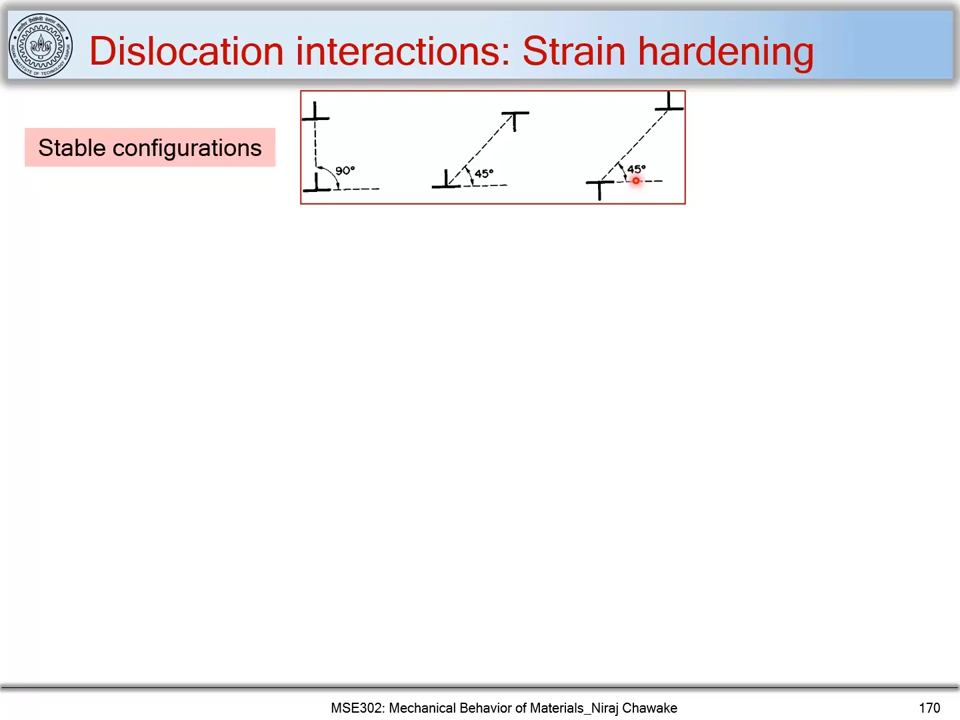 Dislocation interactions: Strain hardening
Stable configurations
90°
45°
45°
MSE302: Mechanical Behavior of Materials_Niraj Chawake
170